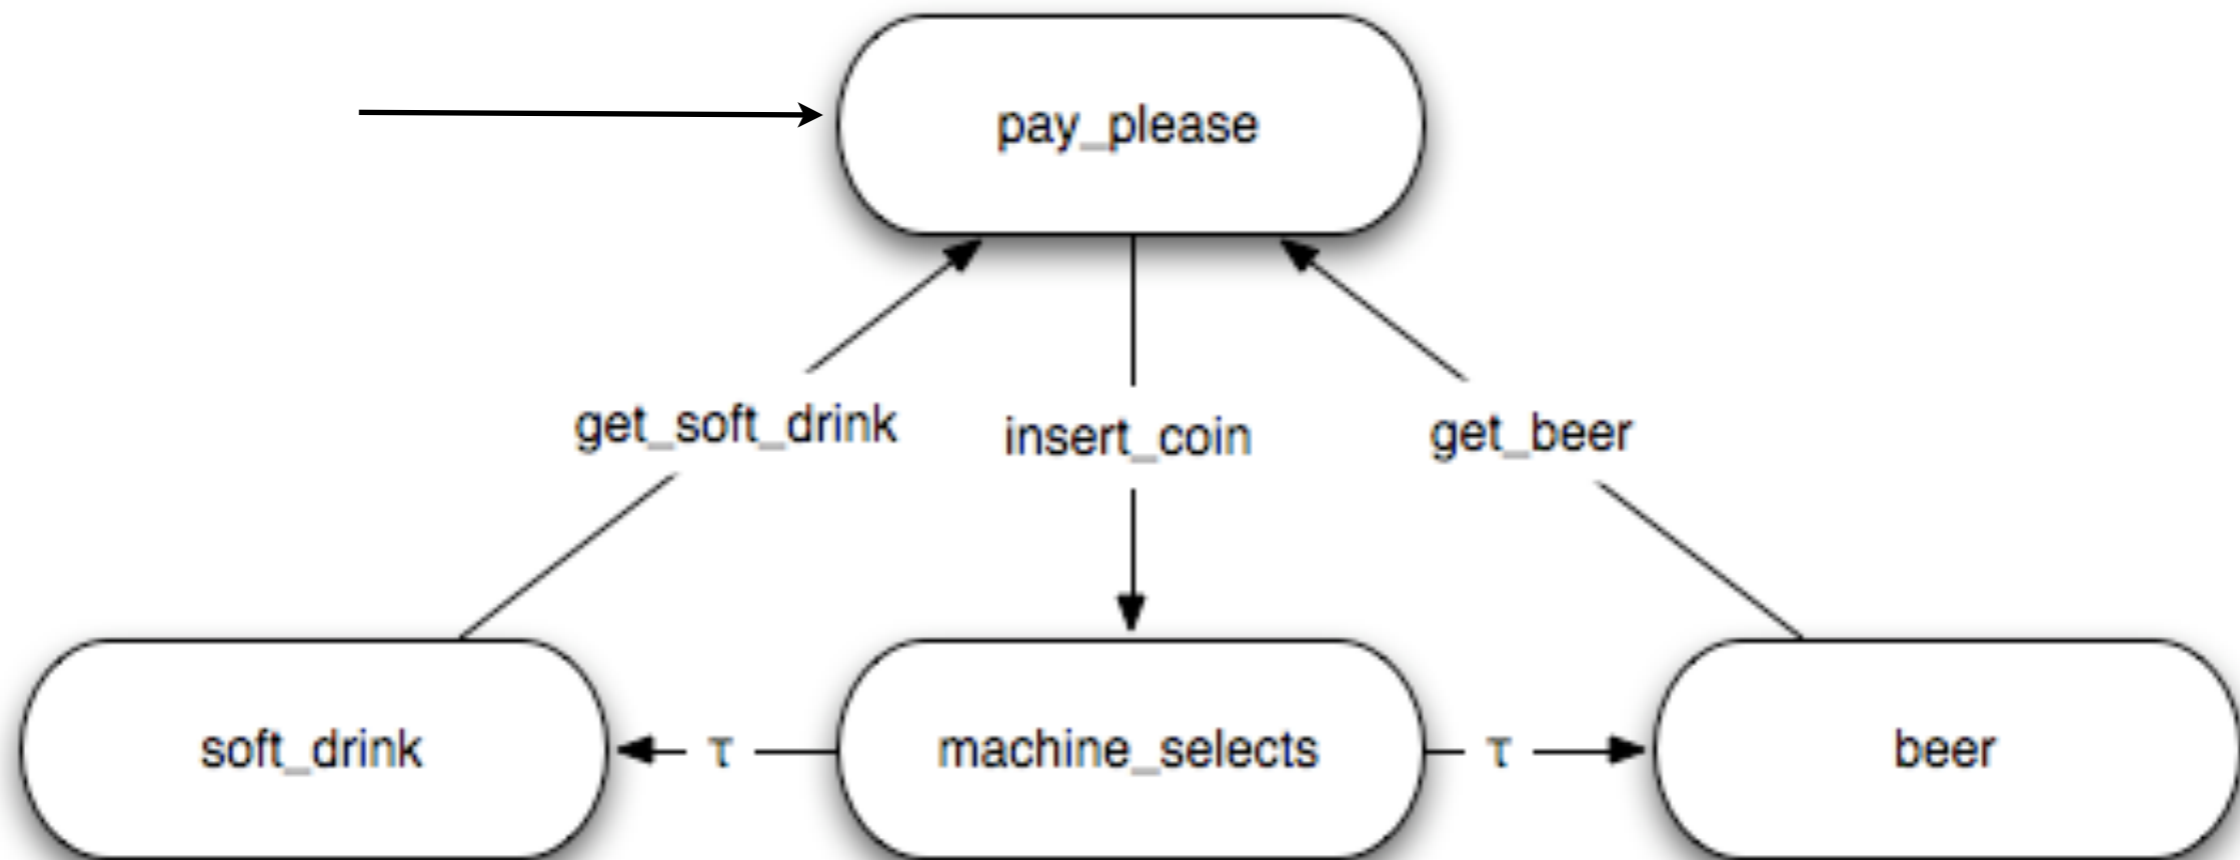 pay_please
get_soft_drink
insert_coin
get_beer
soft_drink
τ
machine_selects
τ
beer